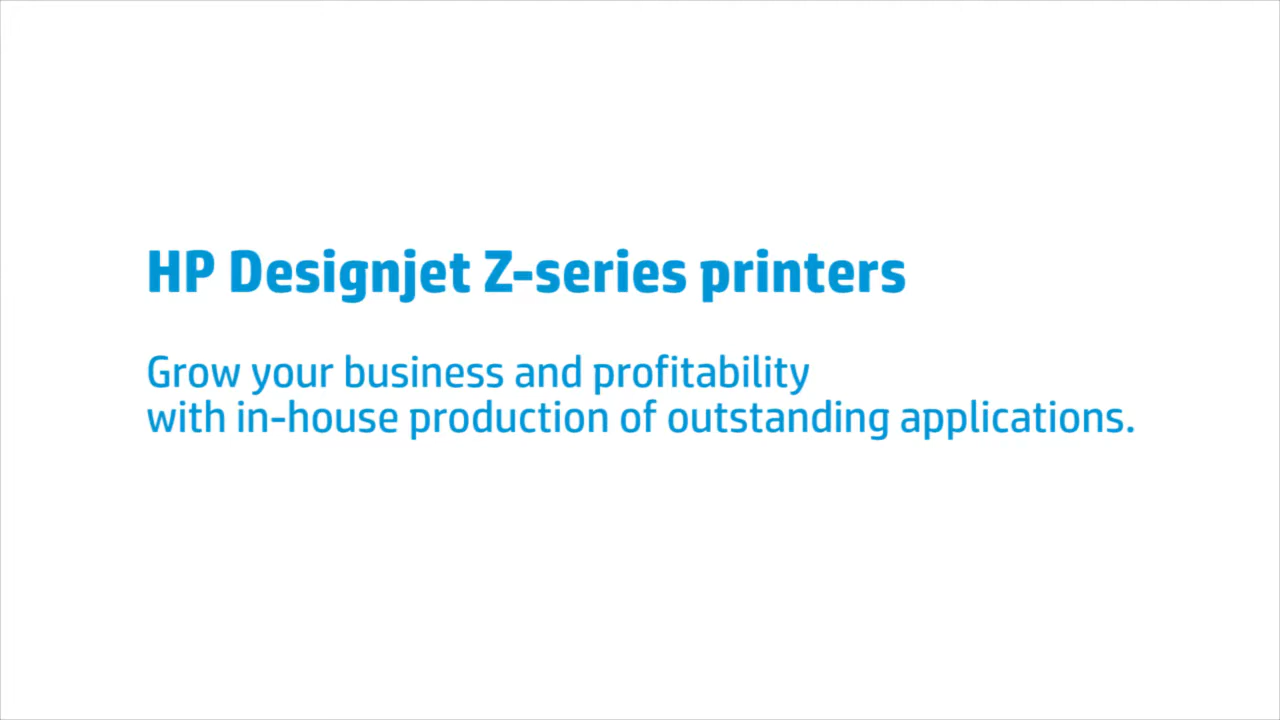 HP Designjet Z-series printers
Grow your business and profitability
with in-house production of outstanding applications.